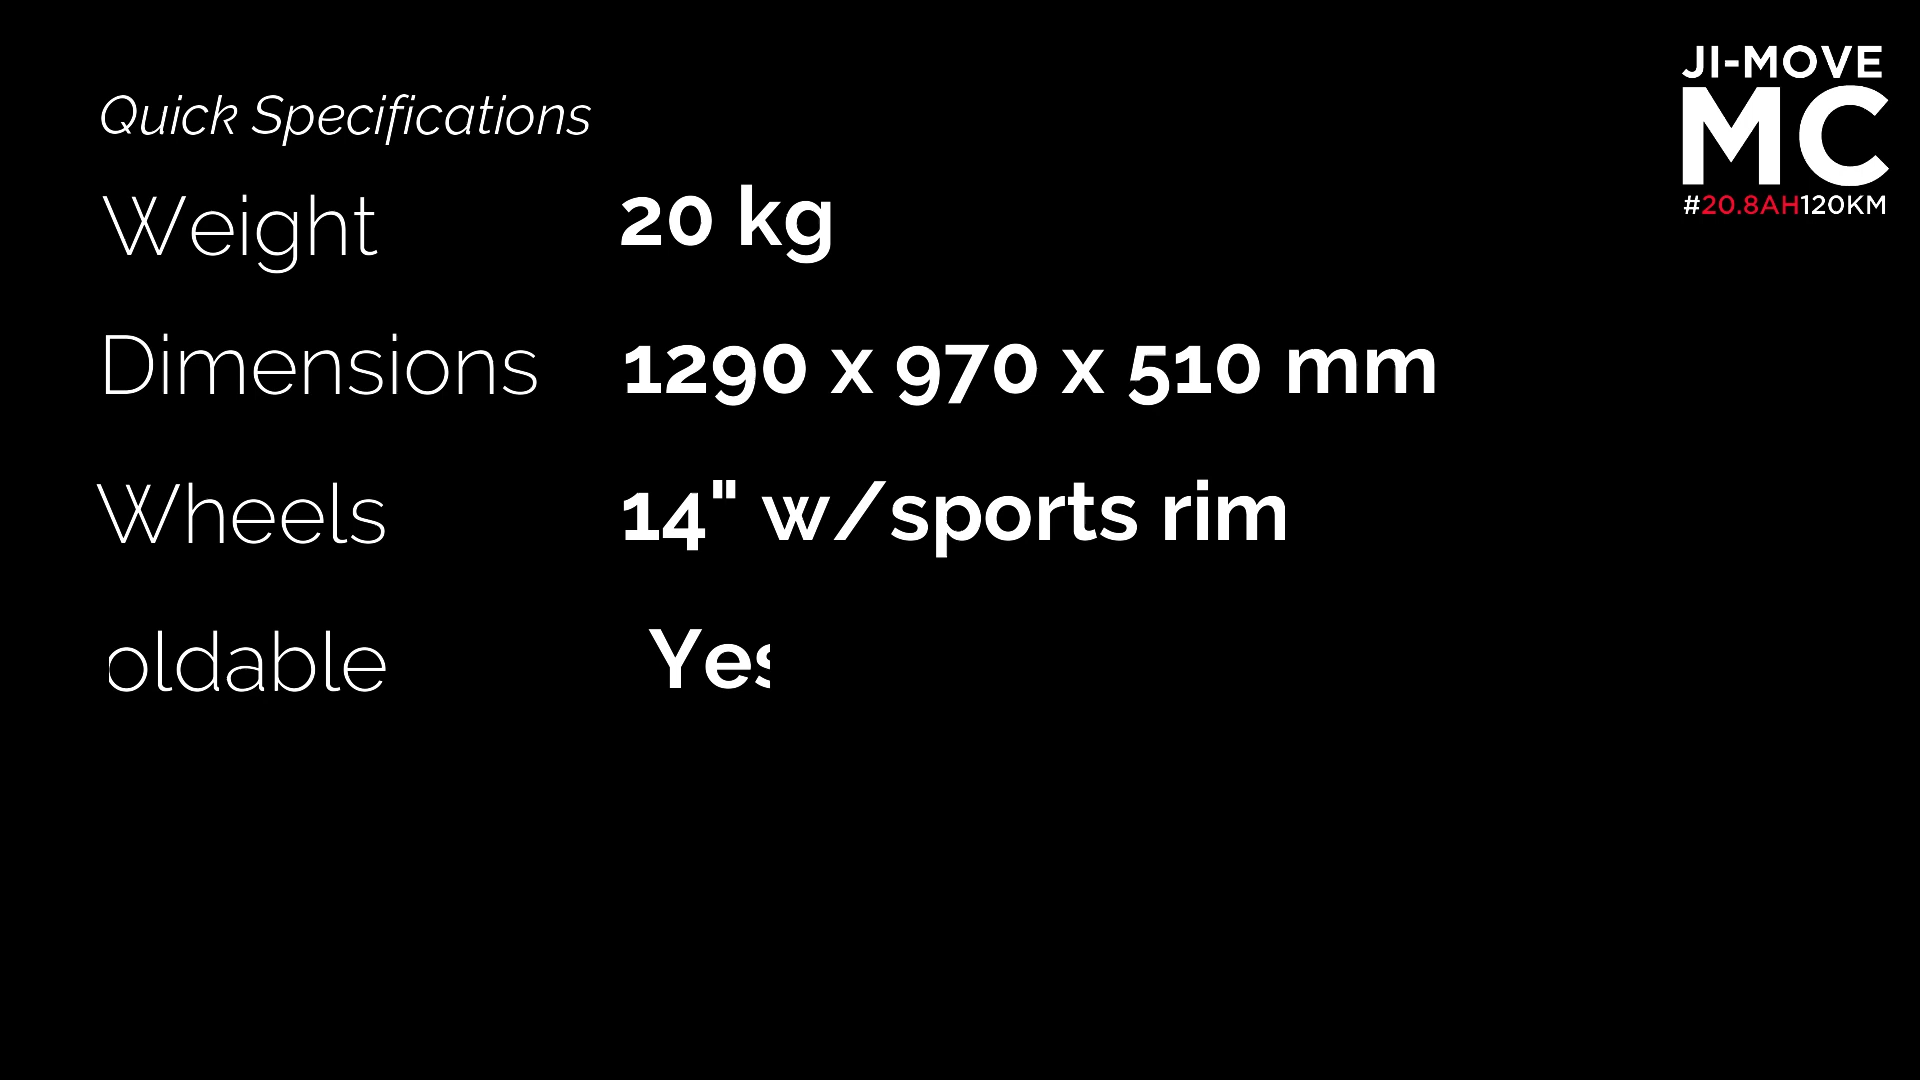 JI-MOVE
MC
#20.8AH120KM
Quick Specifications
Weight 20 kg
Dimensions 1290 x 970 x 510 mm
Wheels 14" w/sports rim
oldable Yes